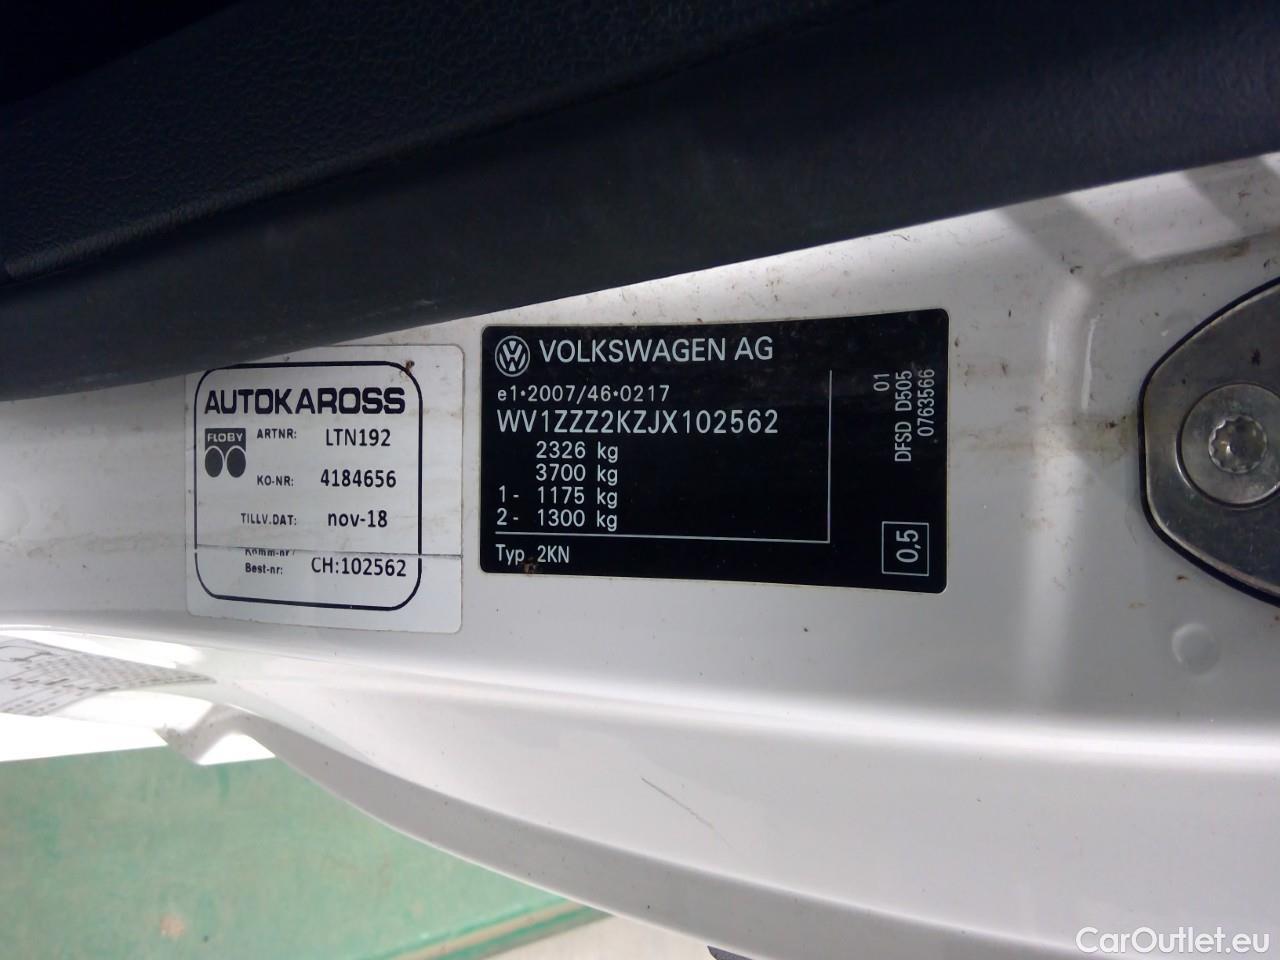 AUTOKAROSS
FLOBY
ARTNR: LTN192
KO-NR: 4184656
TILLV.DAT: nov-18
Komm-nr/
Best-nr: CH:102562
VOLKSWAGEN AG
e1•2007/46•0217
WV1ZZZ2KZJX102562
2326 kg
3700 kg
1- 1175 kg
2- 1300 kg
Typ 2KN
01
DFSD D505
0763566
0,5
CarOutlet.eu